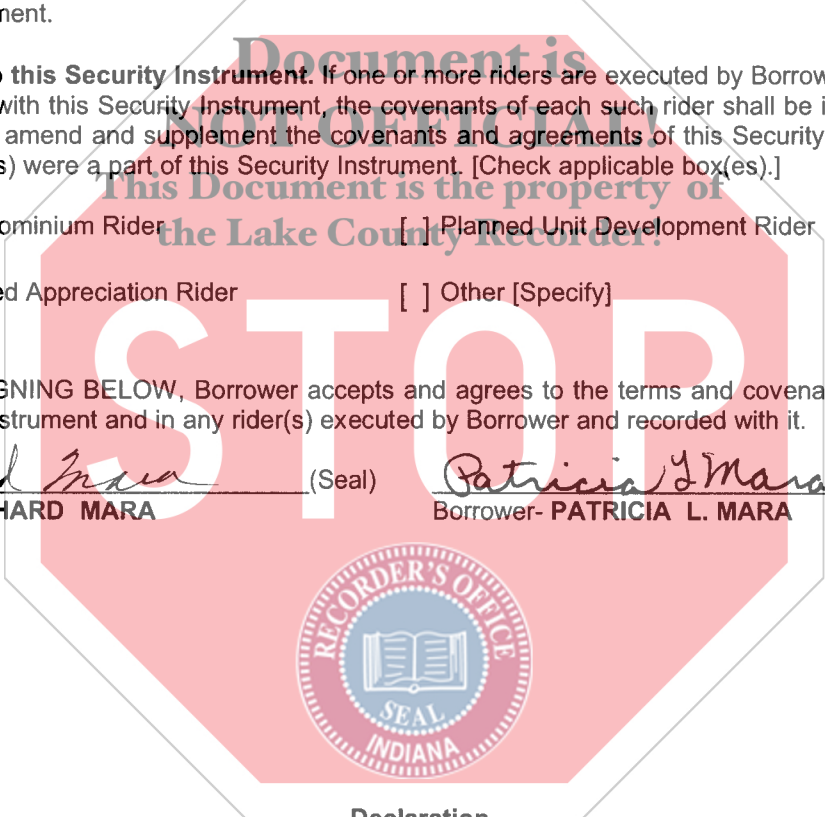 ment.
Document is
this Security Instrument. If one or more riders are executed by Borrow
with this Security Instrument, the covenants of each such rider shall be i
NOT OFFICIAL!
amend and supplement the covenants and agreements of this Security
s) were a part of this Security Instrument. [Check applicable box(es).]
This Document is the property of
ominium Rider [ ] Planned Unit Development Rider
the Lake County Recorder!
ed Appreciation Rider [ ] Other [Specify]
STOP
GNING BELOW, Borrower accepts and agrees to the terms and covena
strument and in any rider(s) executed by Borrower and recorded with it.
d Mara (Seal) Patricia L Mara
HARD MARA Borrower- PATRICIA L. MARA
RECORDER'S OFFICE
SEAL
INDIANA
Declaration